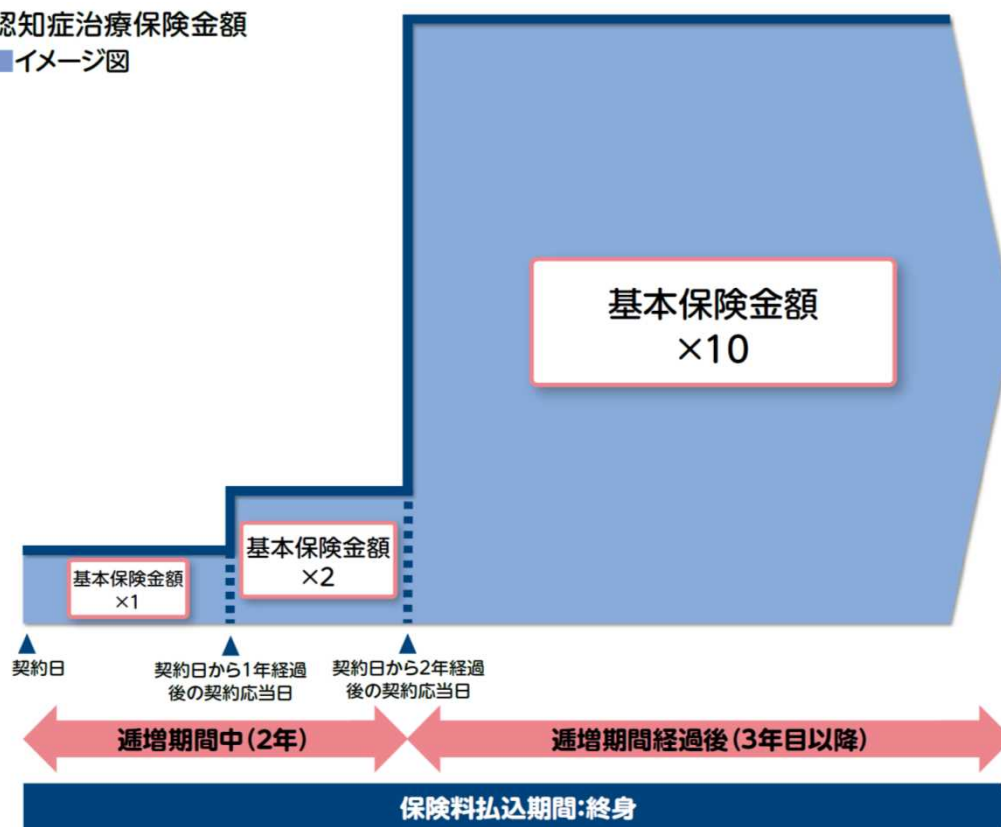 認知症治療保険金額
■イメージ図
基本保険金額
×10
基本保険金額
×2
基本保険金額
×1
契約日
契約日から1年経過
後の契約応当日
契約日から2年経過
後の契約応当日
逓増期間中(2年)
逓増期間経過後(3年目以降)
保険料払込期間:終身